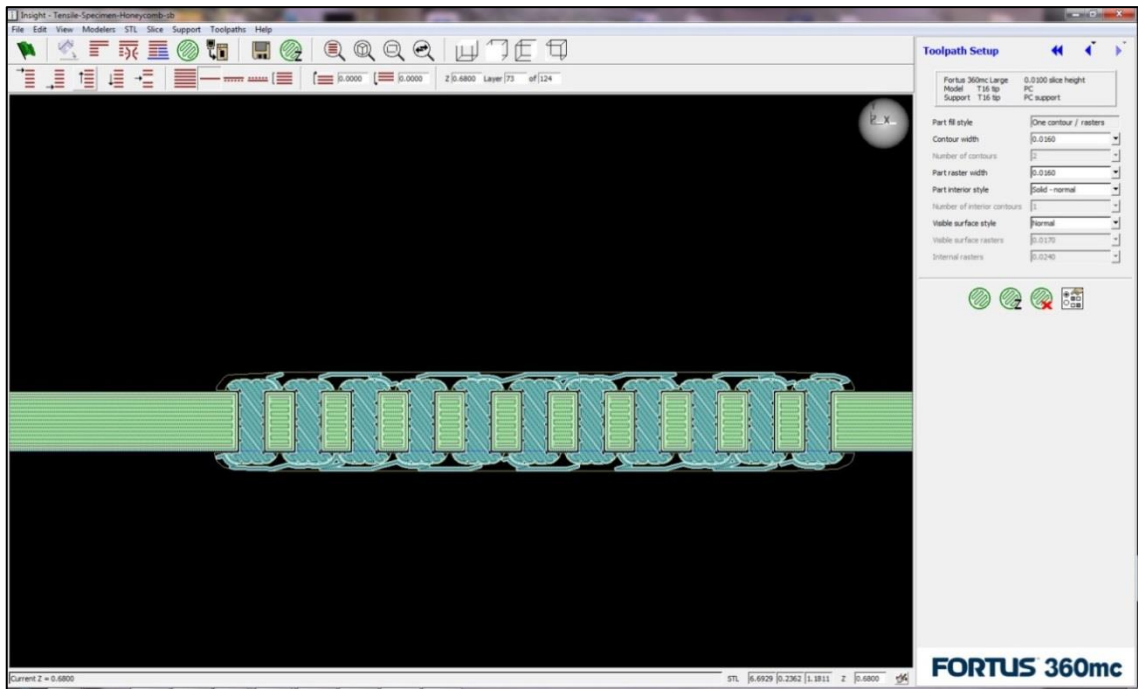 Insight - Tensile-Specimen-Honeycomb-str
File Edit View Modelers STL Slice Support Toolpaths Help
0.0000 0.0000 Z 0.6800 Layer 73 of 124
Toolpath Setup
Fortus 360mc Large 0.0100 slice height
Model T16 tip PC
Support T16 tip PC support
Part fill style One contour / rasters
Contour width 0.0160
Number of contours 2
Part raster width 0.0160
Part interior style Solid - normal
Number of interior contours 1
Visible surface style Normal
Visible surface rasters 0.0170
Internal rasters 0.0240
Z X
FORTUS 360mc
Current Z = 0.6800
STL 6.6929 0.2362 1.1811 Z 0.6800